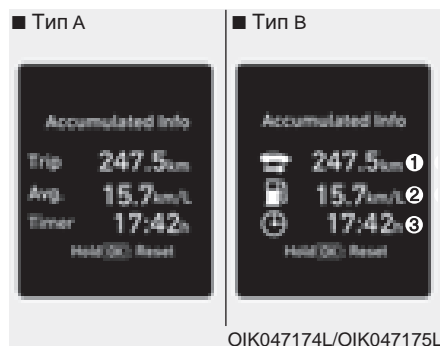 ■ Тип A
■ Тип B
Accumulated Info
Trip 247.5km
Avg. 15.7km/L
Timer 17:42h
Hold OK : Reset
Accumulated Info
247.5km ❶
15.7km/L ❷
17:42h ❸
Hold OK : Reset
OIK047174L/OIK047175L